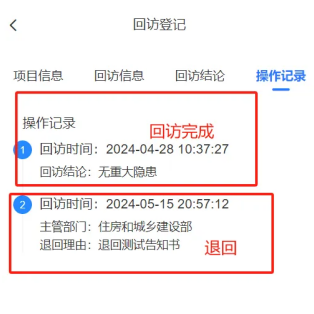 回访登记
项目信息 回访信息 回访结论 操作记录
操作记录
回访完成
1 回访时间：2024-04-28 10:37:27
回访结论：无重大隐患
2 回访时间：2024-05-15 20:57:12
主管部门：住房和城乡建设部
退回理由：退回测试告知书
退回